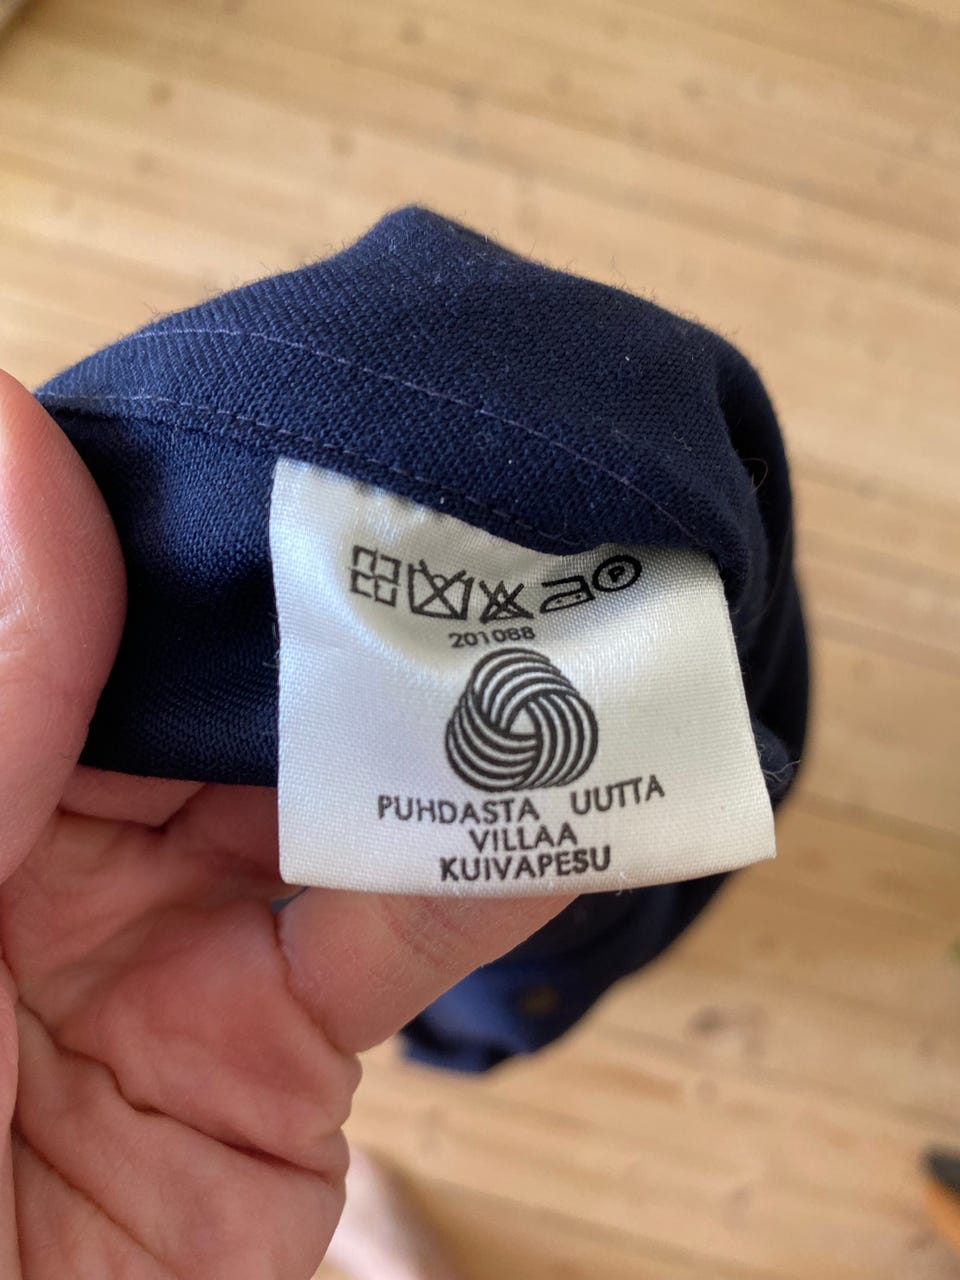 P
201088
PUHDASTA UUTTA
VILLAA
KUIVAPESU